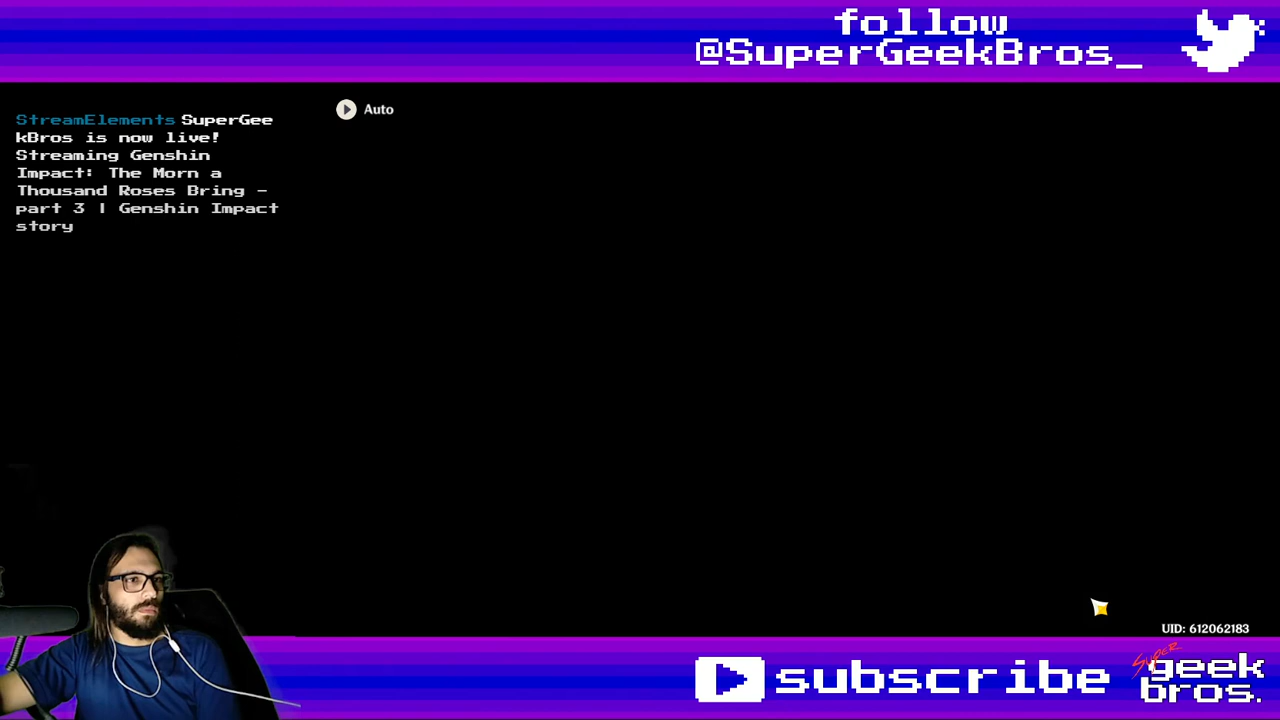 follow
@SuperGeekBros_
StreamElements SuperGee
kBros is now live!
Streaming Genshin
Impact: The Morn a
Thousand Roses Bring -
part 3 | Genshin Impact
story
Auto
UID: 612062183
subscribe
SUPER
geek
bros.